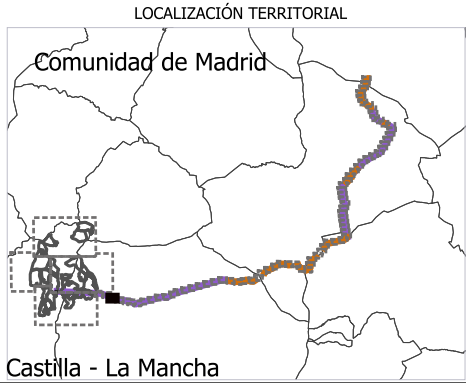 LOCALIZACIÓN TERRITORIAL
Comunidad de Madrid
Castilla - La Mancha